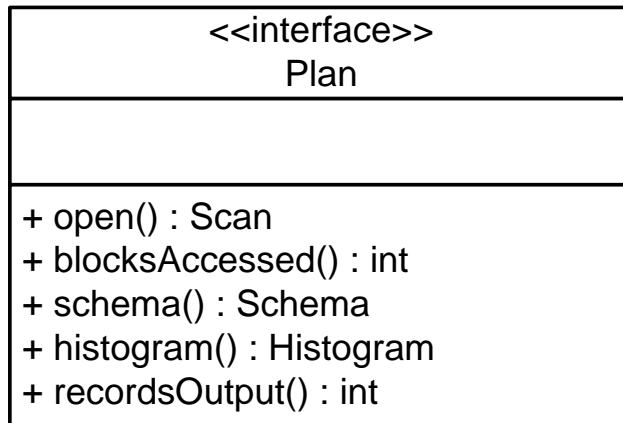 <<interface>>
Plan
+ open() : Scan
+ blocksAccessed() : int
+ schema() : Schema
+ histogram() : Histogram
+ recordsOutput() : int